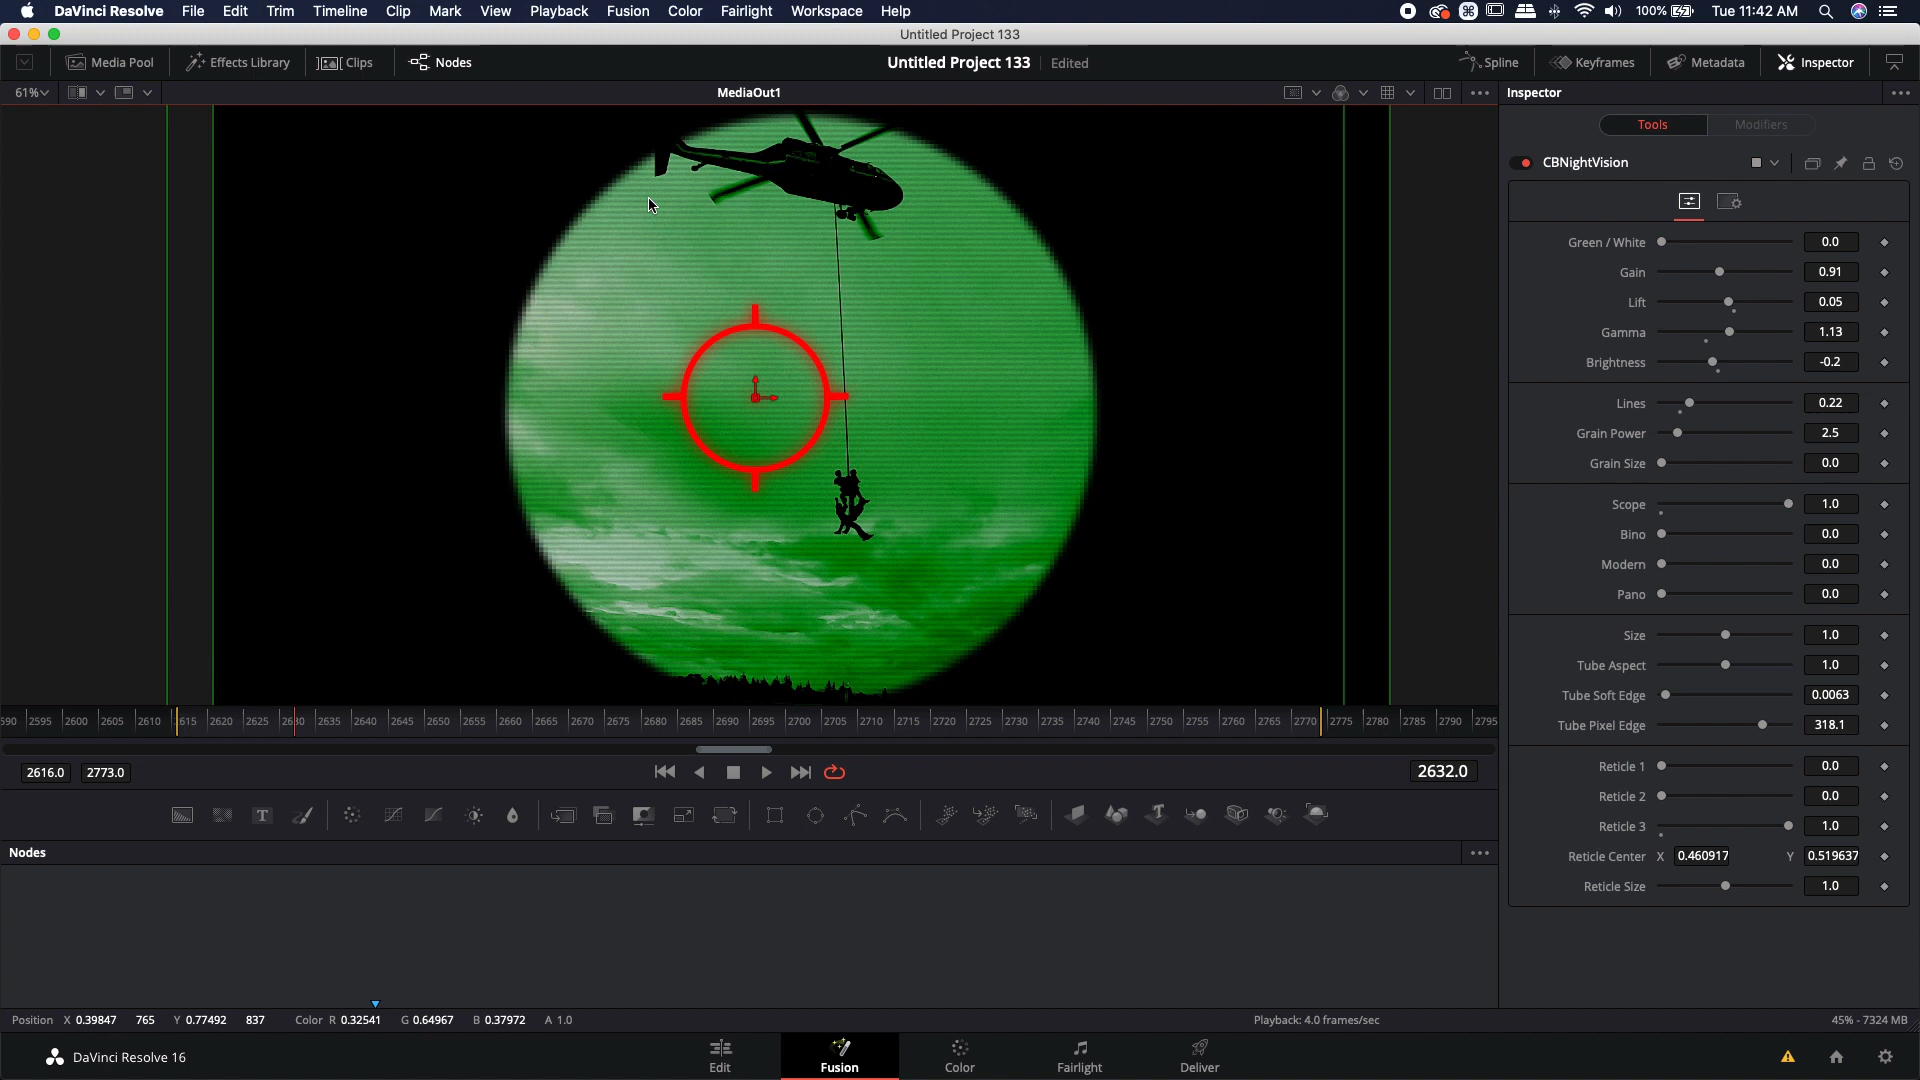 DaVinci Resolve File Edit Trim Timeline Clip Mark View Playback Fusion Color Fairlight Workspace Help 100% Tue 11:42 AM
Untitled Project 133
Media Pool Effects Library Clips Nodes Untitled Project 133 Edited Spline Keyframes Metadata Inspector
61% MediaOut1 Inspector
Tools Modifiers
CBNightVision
Green / White 0.0
Gain 0.91
Lift 0.05
Gamma 1.13
Brightness -0.2
Lines 0.22
Grain Power 2.5
Grain Size 0.0
Scope 1.0
Bino 0.0
Modern 0.0
Pano 0.0
Size 1.0
Tube Aspect 1.0
Tube Soft Edge 0.0063
Tube Pixel Edge 318.1
Reticle 1 0.0
Reticle 2 0.0
Reticle 3 1.0
Reticle Center X 0.460917 Y 0.519637
Reticle Size 1.0
590 2595 2600 2605 2610 2615 2620 2625 2630 2635 2640 2645 2650 2655 2660 2665 2670 2675 2680 2685 2690 2695 2700 2705 2710 2715 2720 2725 2730 2735 2740 2745 2750 2755 2760 2765 2770 2775 2780 2785 2790 2795
2616.0 2773.0 2632.0
Nodes
Position X 0.39847 765 Y 0.77492 837 Color R 0.32541 G 0.64967 B 0.37972 A 1.0 Playback: 4.0 frames/sec 45% - 7324 MB
DaVinci Resolve 16 Edit Fusion Color Fairlight Deliver